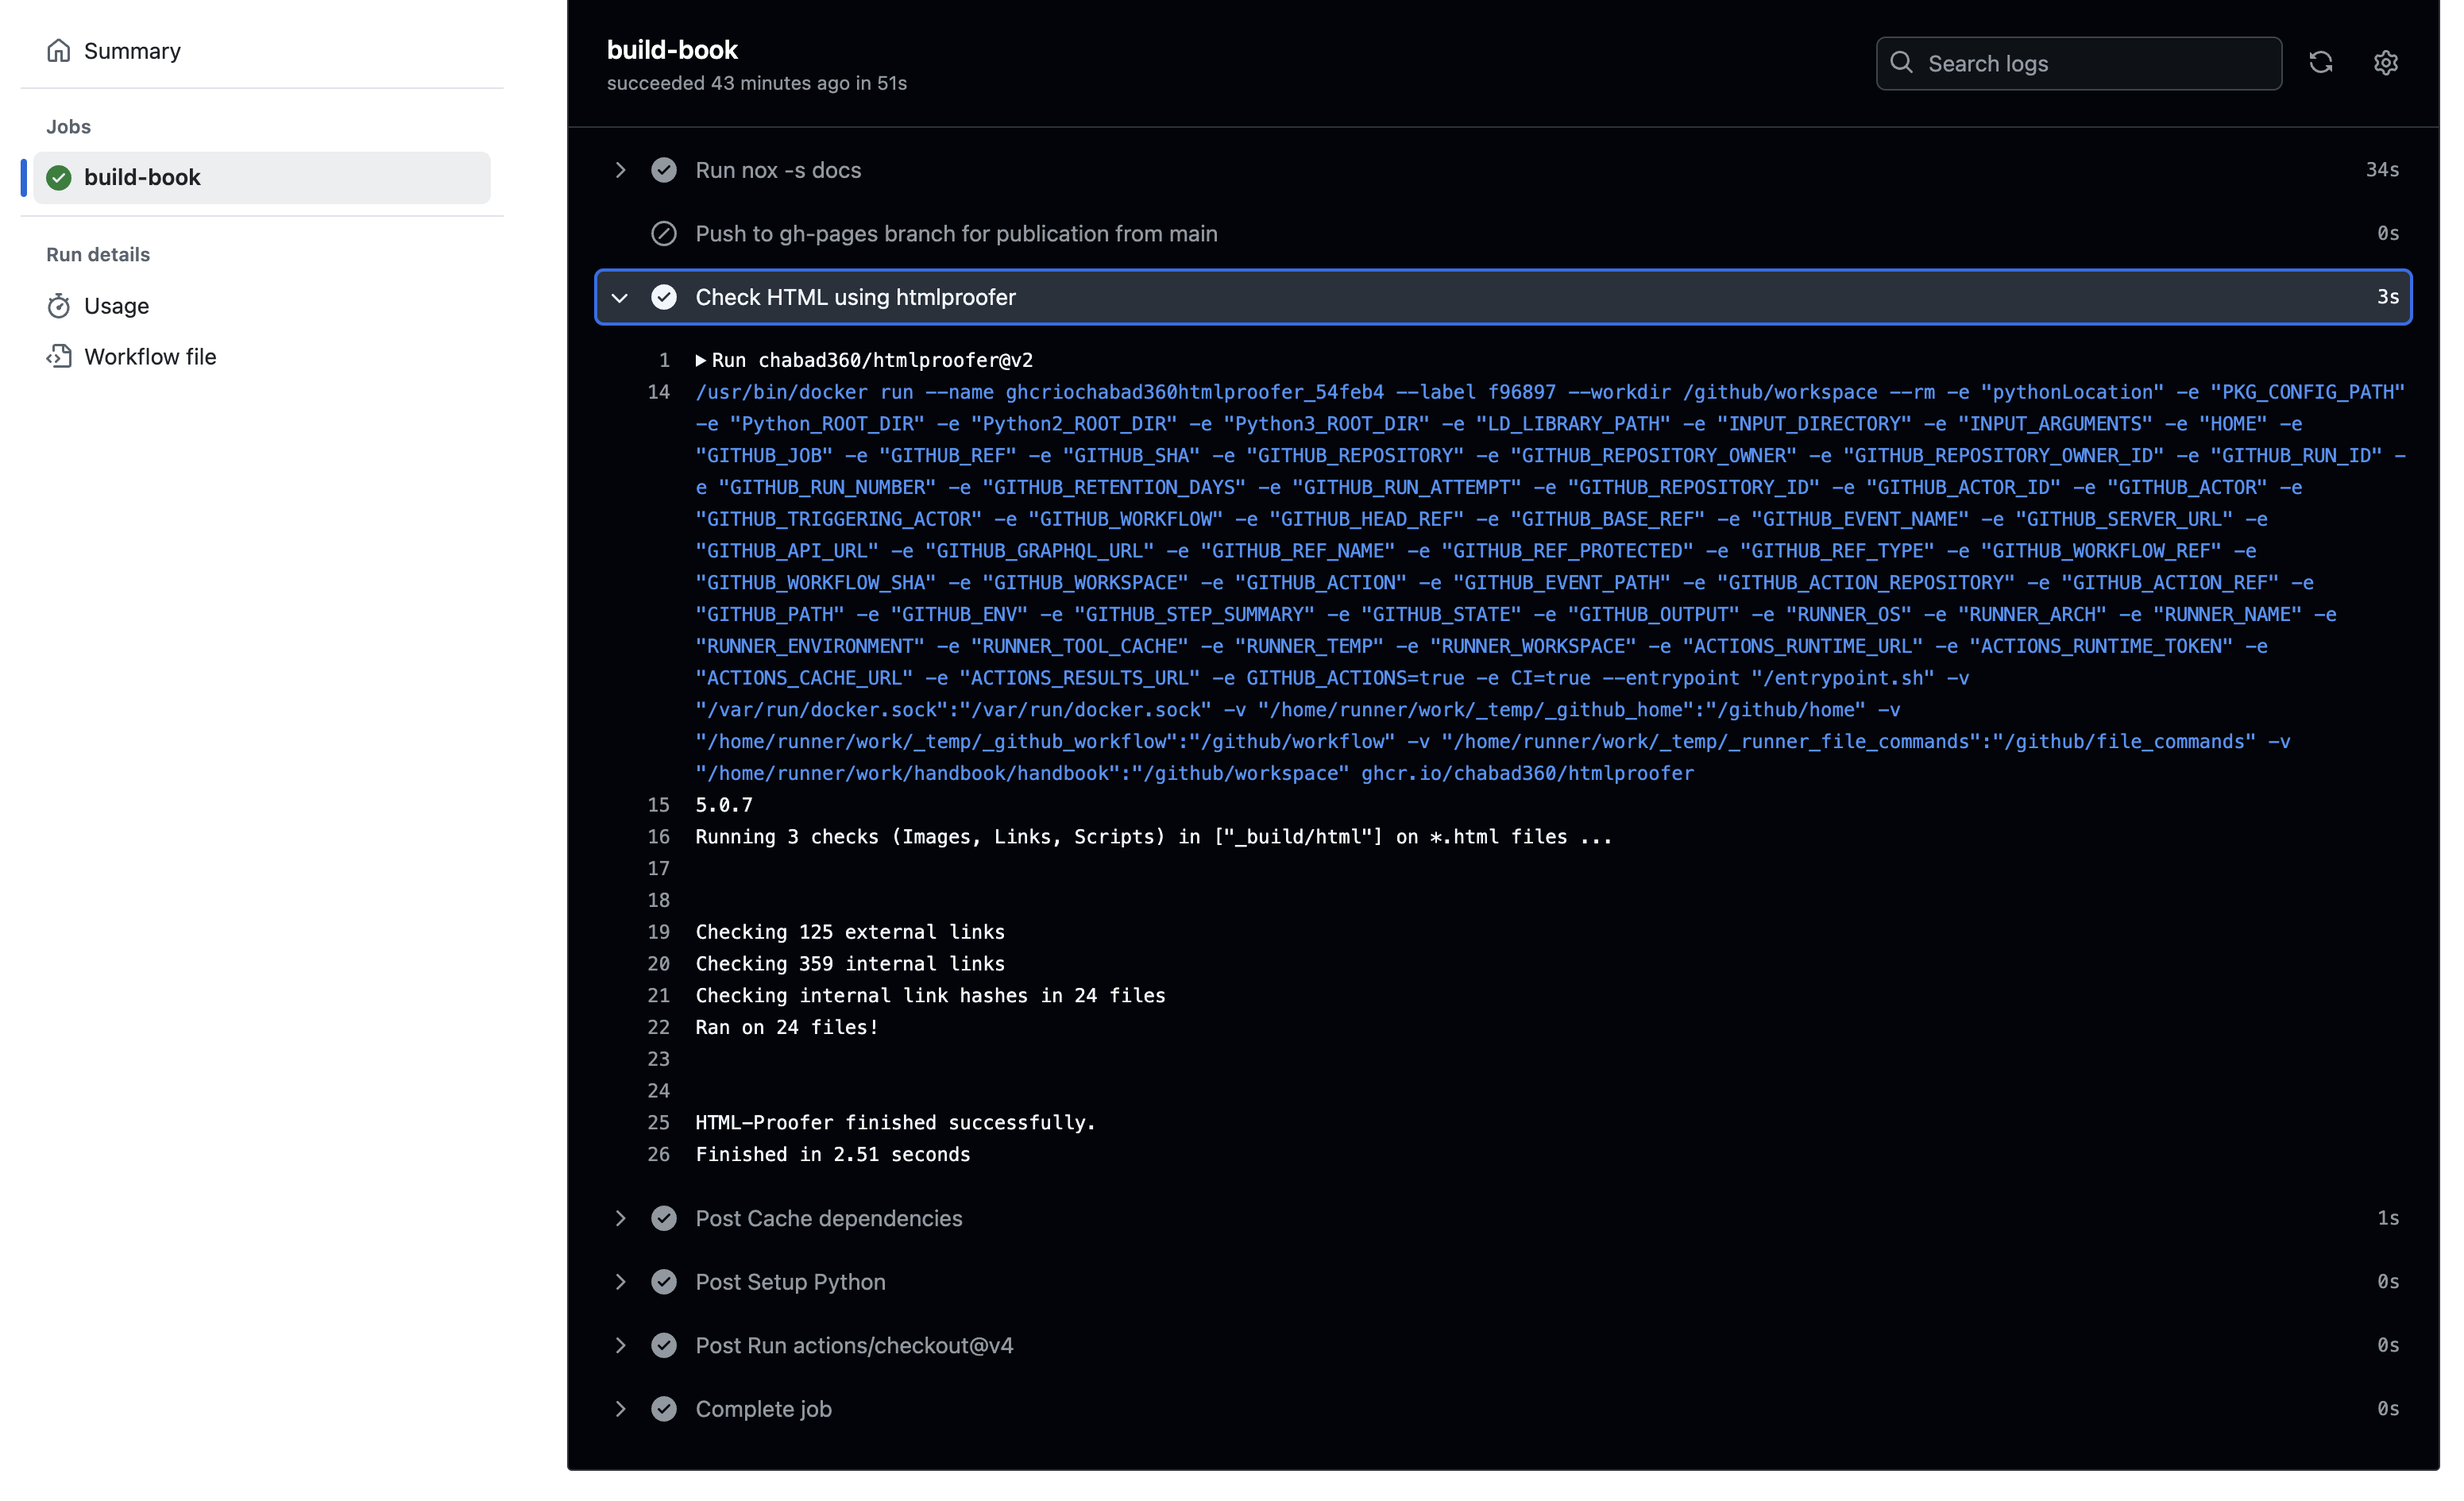 Summary
Jobs
build-book
Run details
Usage
Workflow file
build-book
succeeded 43 minutes ago in 51s
Search logs
Run nox -s docs 34s
Push to gh-pages branch for publication from main 0s
Check HTML using htmlproofer 3s
1 Run chabad360/htmlproofer@v2
14 /usr/bin/docker run --name ghcriochabad360htmlproofer_54feb4 --label f96897 --workdir /github/workspace --rm -e "pythonLocation" -e "PKG_CONFIG_PATH"
-e "Python_ROOT_DIR" -e "Python2_ROOT_DIR" -e "Python3_ROOT_DIR" -e "LD_LIBRARY_PATH" -e "INPUT_DIRECTORY" -e "INPUT_ARGUMENTS" -e "HOME" -e
"GITHUB_JOB" -e "GITHUB_REF" -e "GITHUB_SHA" -e "GITHUB_REPOSITORY" -e "GITHUB_REPOSITORY_OWNER" -e "GITHUB_REPOSITORY_OWNER_ID" -e "GITHUB_RUN_ID" -
e "GITHUB_RUN_NUMBER" -e "GITHUB_RETENTION_DAYS" -e "GITHUB_RUN_ATTEMPT" -e "GITHUB_REPOSITORY_ID" -e "GITHUB_ACTOR_ID" -e "GITHUB_ACTOR" -e
"GITHUB_TRIGGERING_ACTOR" -e "GITHUB_WORKFLOW" -e "GITHUB_HEAD_REF" -e "GITHUB_BASE_REF" -e "GITHUB_EVENT_NAME" -e "GITHUB_SERVER_URL" -e
"GITHUB_API_URL" -e "GITHUB_GRAPHQL_URL" -e "GITHUB_REF_NAME" -e "GITHUB_REF_PROTECTED" -e "GITHUB_REF_TYPE" -e "GITHUB_WORKFLOW_REF" -e
"GITHUB_WORKFLOW_SHA" -e "GITHUB_WORKSPACE" -e "GITHUB_ACTION" -e "GITHUB_EVENT_PATH" -e "GITHUB_ACTION_REPOSITORY" -e "GITHUB_ACTION_REF" -e
"GITHUB_PATH" -e "GITHUB_ENV" -e "GITHUB_STEP_SUMMARY" -e "GITHUB_STATE" -e "GITHUB_OUTPUT" -e "RUNNER_OS" -e "RUNNER_ARCH" -e "RUNNER_NAME" -e
"RUNNER_ENVIRONMENT" -e "RUNNER_TOOL_CACHE" -e "RUNNER_TEMP" -e "RUNNER_WORKSPACE" -e "ACTIONS_RUNTIME_URL" -e "ACTIONS_RUNTIME_TOKEN" -e
"ACTIONS_CACHE_URL" -e "ACTIONS_RESULTS_URL" -e GITHUB_ACTIONS=true -e CI=true --entrypoint "/entrypoint.sh" -v
"/var/run/docker.sock":"/var/run/docker.sock" -v "/home/runner/work/_temp/_github_home":"/github/home" -v
"/home/runner/work/_temp/_github_workflow":"/github/workflow" -v "/home/runner/work/_temp/_runner_file_commands":"/github/file_commands" -v
"/home/runner/work/handbook/handbook":"/github/workspace" ghcr.io/chabad360/htmlproofer
15 5.0.7
16 Running 3 checks (Images, Links, Scripts) in ["_build/html"] on *.html files ...
17
18
19 Checking 125 external links
20 Checking 359 internal links
21 Checking internal link hashes in 24 files
22 Ran on 24 files!
23
24
25 HTML-Proofer finished successfully.
26 Finished in 2.51 seconds
Post Cache dependencies 1s
Post Setup Python 0s
Post Run actions/checkout@v4 0s
Complete job 0s